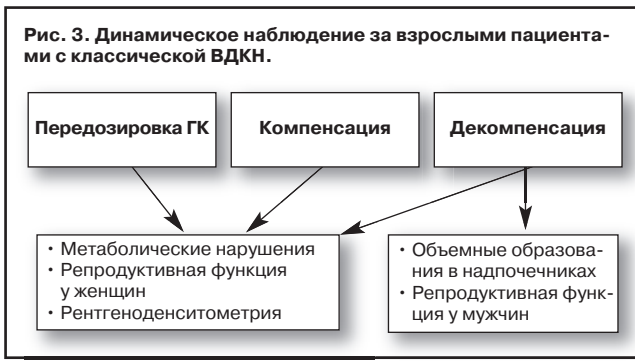 Рис. 3. Динамическое наблюдение за взрослыми пациента-
ми с классической ВДКН.
Передозировка ГК
Компенсация
Декомпенсация
· Метаболические нарушения
· Репродуктивная функция
у женщин
· Рентгеноденситометрия
· Объемные образова-
ния в надпочечниках
· Репродуктивная функ-
ция у мужчин